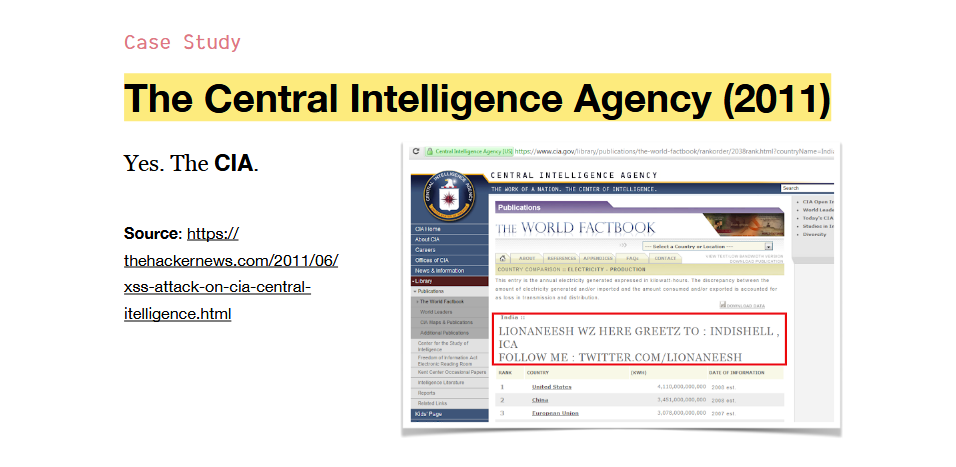 Case Study
The Central Intelligence Agency (2011)
Yes. The CIA.
Source: https://
thehackernews.com/2011/06/
xss-attack-on-cia-central-
itelligence.html
Central Intelligence Agency (US) https://www.cia.gov/library/publications/the-world-factbook/rankorder/2038rank.html?countryName=Indi
CENTRAL INTELLIGENCE AGENCY
THE WORK OF A NATION. THE CENTER OF INTELLIGENCE.
Search
Publications
THE WORLD FACTBOOK
--- Select a Country or Location ---
ABOUT REFERENCES APPENDICES FAQs CONTACT
VIEW TEXT/LOW BANDWIDTH VERSION
DOWNLOAD PUBLICATION
COUNTRY COMPARISON :: ELECTRICITY - PRODUCTION
This entry is the annual electricity generated expressed in kilowatt-hours. The discrepancy between the
amount of electricity generated and/or imported and the amount consumed and/or exported is accounted for
as loss in transmission and distribution.
DOWNLOAD DATA
India ::
LIONANEESH WZ HERE GREETZ TO : INDISHELL ,
ICA
FOLLOW ME : TWITTER.COM/LIONANEESH
RANK COUNTRY (KWH) DATE OF INFORMATION
1 United States 4,110,000,000,000 2008 est.
2 China 3,451,000,000,000 2008 est.
3 European Union 3,078,000,000,000 2007 est.
CIA Home
About CIA
Careers
Offices of CIA
News & Information
Library
Publications
The World Factbook
World Leaders
CIA Maps & Publications
Additional Publications
Center for the Study of
Intelligence
Freedom of Information Act
Electronic Reading Room
Kent Center Occasional Papers
Intelligence Literature
Reports
Related Links
Kids' Page
CIA Open In
World Leade
Today's CIA
Studies in In
Diversity